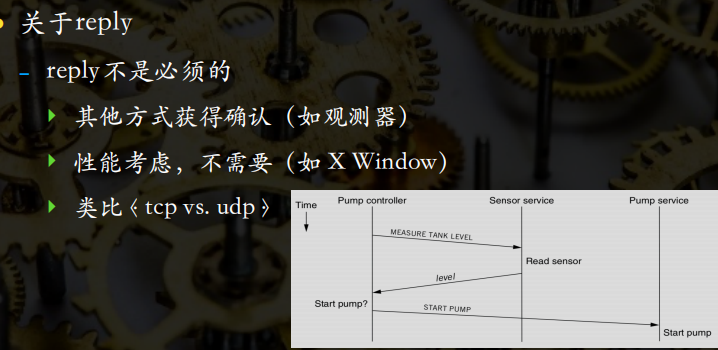 关于reply
reply不是必须的
其他方式获得确认（如观测器）
性能考虑，不需要（如 X Window）
类比〈 tcp vs. udp 〉
Time
Pump controller
Sensor service
Pump service
MEASURE TANK LEVEL
Read sensor
level
Start pump?
START PUMP
Start pump